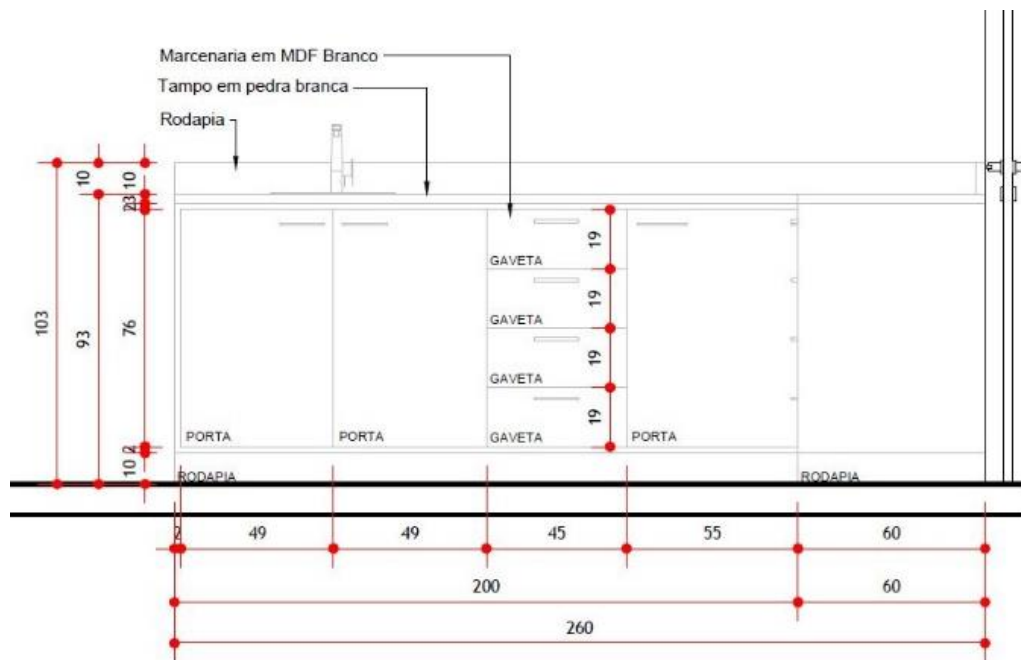 Marcenaria em MDF Branco
Tampo em pedra branca
Rodapia
10
10
3
2
19
GAVETA
19
GAVETA
103
93
76
19
GAVETA
19
PORTA
PORTA
GAVETA
PORTA
2
10
RODAPIA
RODAPIA
2
49
49
45
55
60
200
60
260